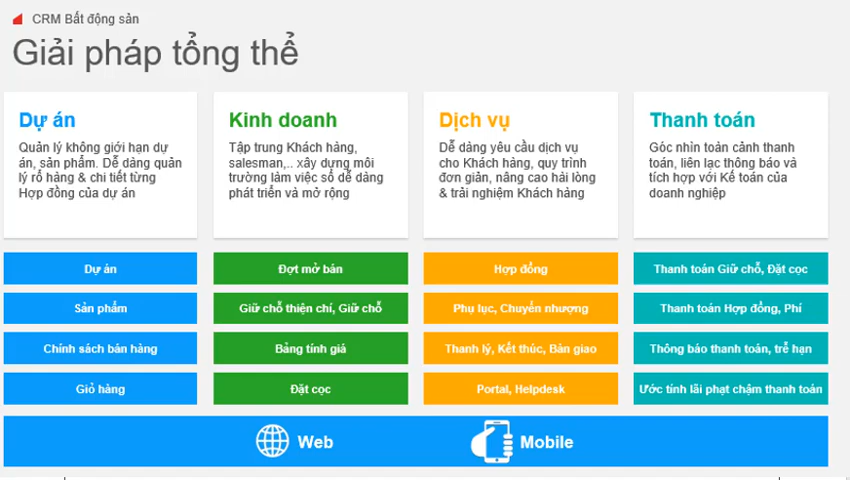 CRM Bất động sản
Giải pháp tổng thể
Dự án
Quản lý không giới hạn dự
án, sản phẩm. Dễ dàng quản
lý rổ hàng & chi tiết từng
Hợp đồng của dự án
Kinh doanh
Tập trung Khách hàng,
salesman,.. xây dựng môi
trường làm việc số dể dàng
phát triển và mở rộng
Dịch vụ
Dễ dàng yêu cầu dịch vụ
cho Khách hàng, quy trình
đơn giản, nâng cao hải lòng
& trải nghiệm Khách hàng
Thanh toán
Góc nhìn toàn cảnh thanh
toán, liên lạc thông báo và
tích hợp với Kế toán của
doanh nghiệp
Dự án
Sản phẩm
Chính sách bán hàng
Giỏ hàng
Đợt mở bán
Giữ chỗ thiện chí, Giữ chỗ
Bảng tính giá
Đặt cọc
Hợp đồng
Phụ lục, Chuyển nhượng
Thanh lý, Kết thúc, Bàn giao
Portal, Helpdesk
Thanh toán Giữ chỗ, Đặt cọc
Thanh toán Hợp đồng, Phí
Thông báo thanh toán, trễ hạn
Ước tính lãi phạt chậm thanh toán
Web
Mobile